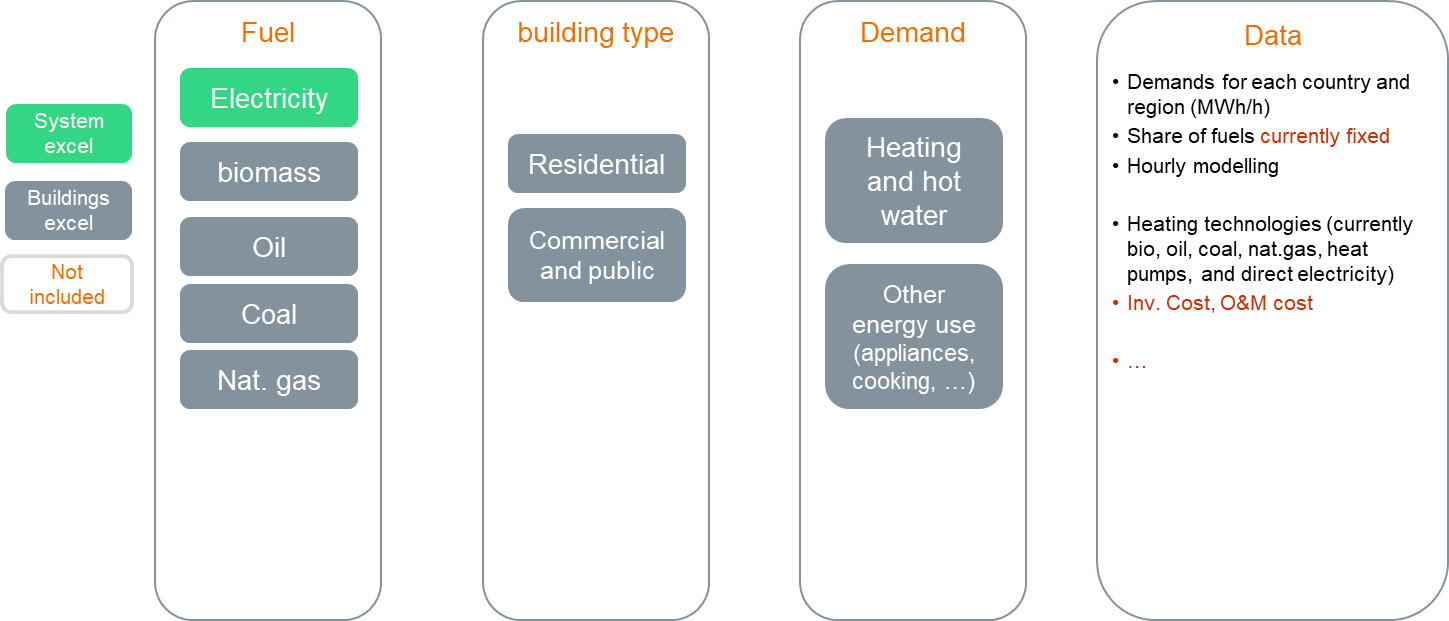 System
excel
Buildings
excel
Not
included
Fuel
Electricity
biomass
Oil
Coal
Nat. gas
building type
Residential
Commercial
and public
Demand
Heating
and hot
water
Other
energy use
(appliances,
cooking, …)
Data
• Demands for each country and
region (MWh/h)
• Share of fuels currently fixed
• Hourly modelling
• Heating technologies (currently
bio, oil, coal, nat.gas, heat
pumps, and direct electricity)
• Inv. Cost, O&M cost
• …